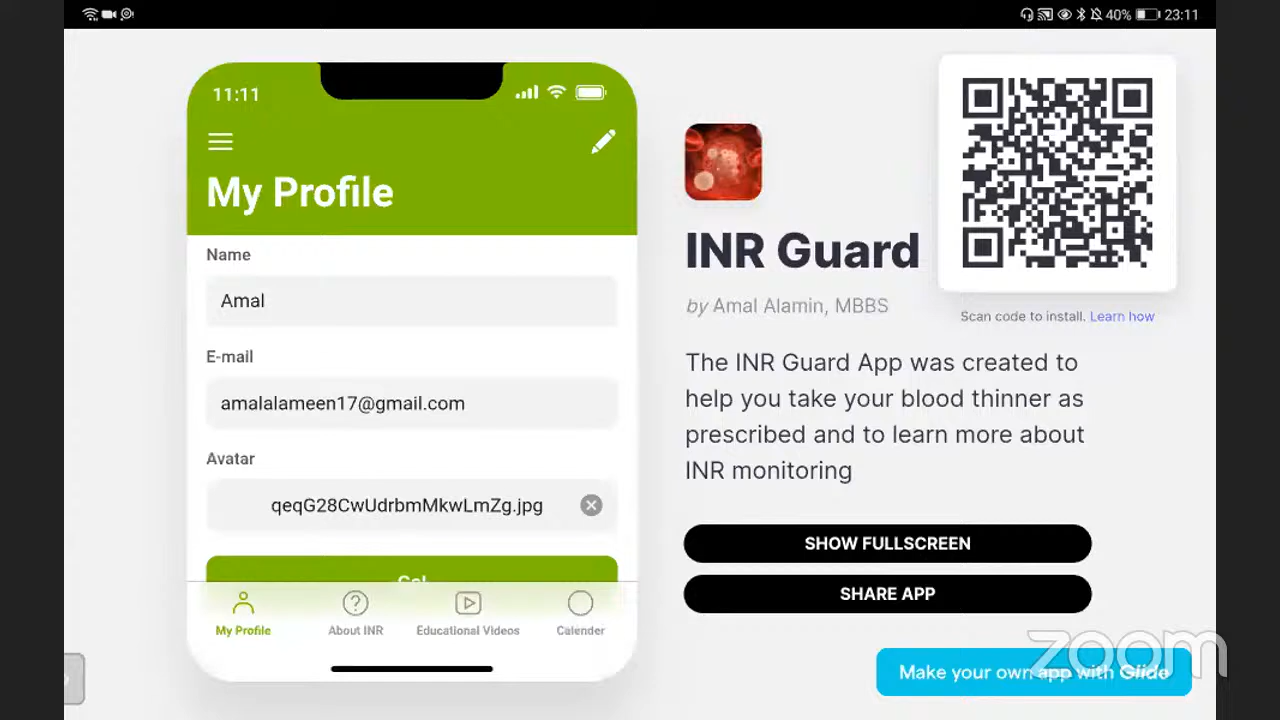 40% 23:11
11:11
My Profile
Name
Amal
E-mail
amalalameen17@gmail.com
Avatar
qeqG28CwUdrbmMkwLmZg.jpg
My Profile
About INR
Educational Videos
Calender
INR Guard
by Amal Alamin, MBBS
Scan code to install. Learn how
The INR Guard App was created to
help you take your blood thinner as
prescribed and to learn more about
INR monitoring
SHOW FULLSCREEN
SHARE APP
Make your own app with Glide
zoom